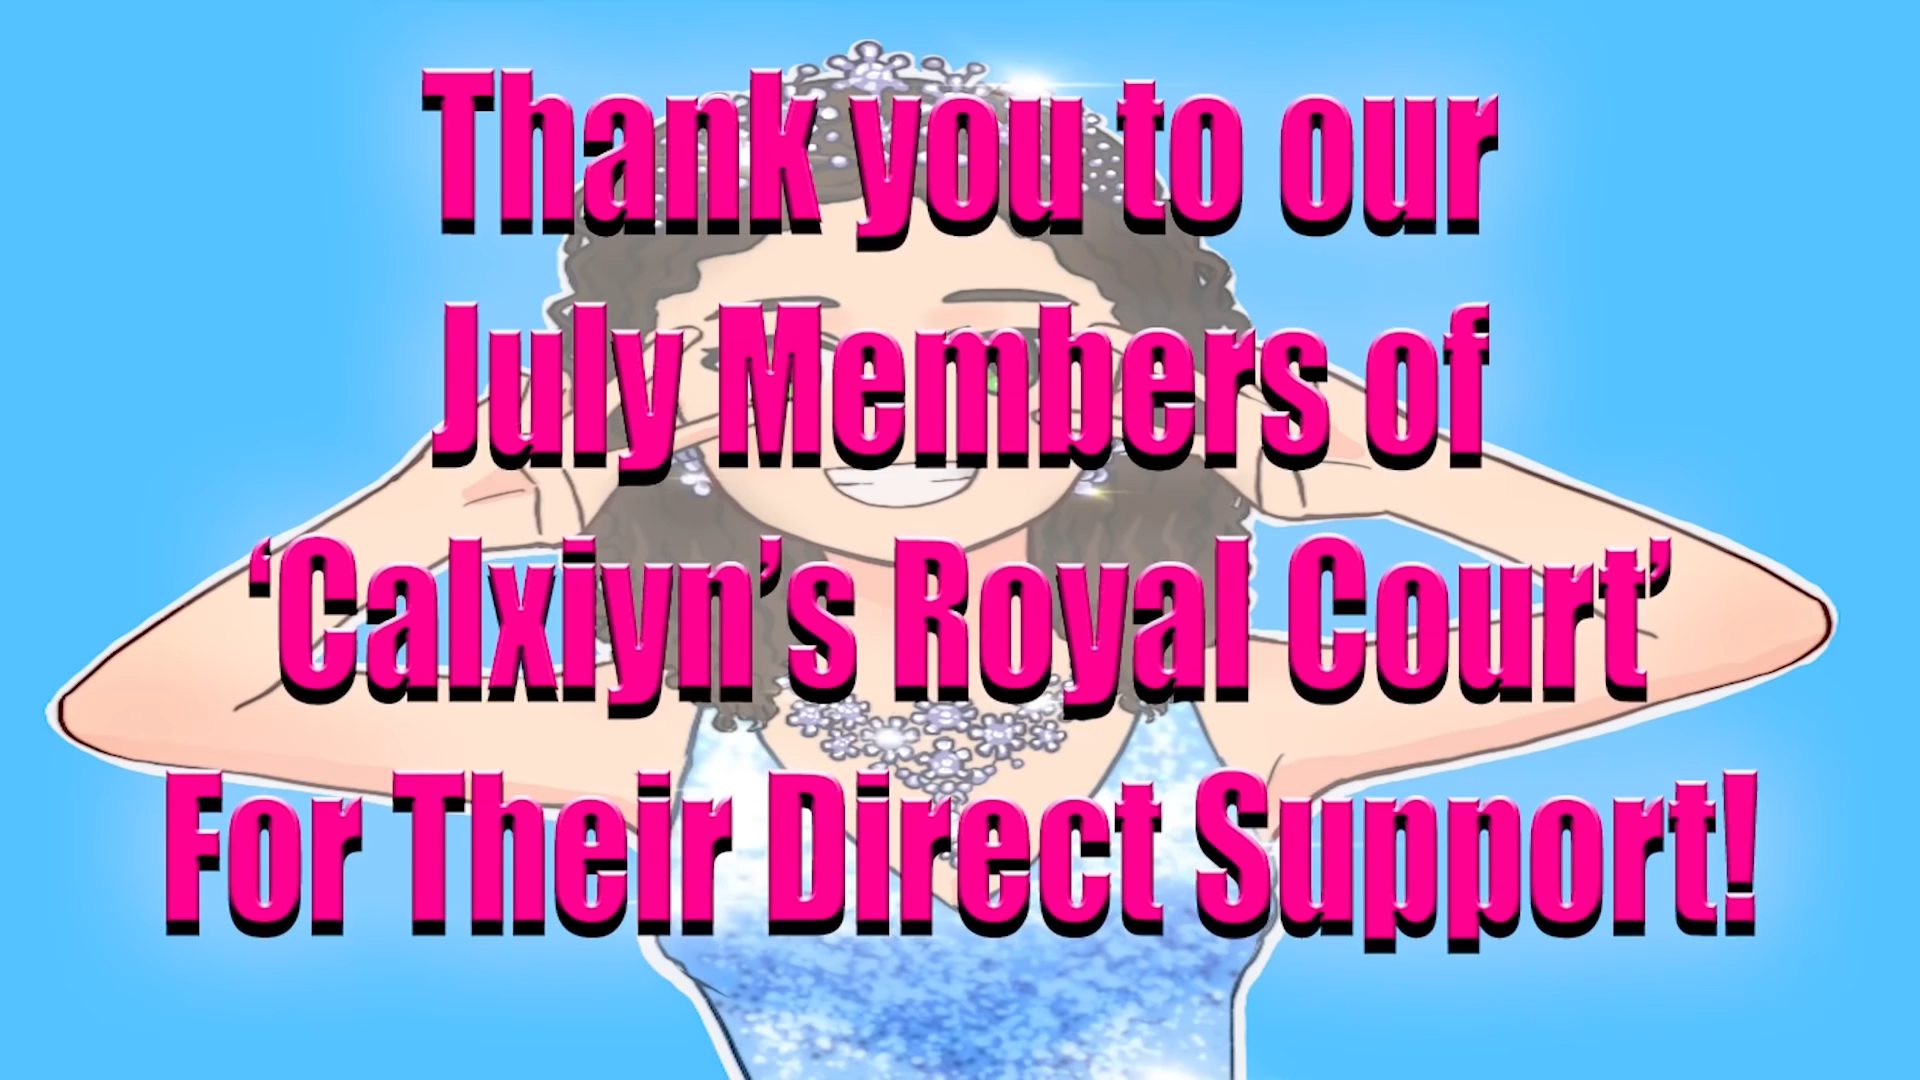 Thank you to our
July Members of
‘Calxiyn’s Royal Court’
For Their Direct Support!